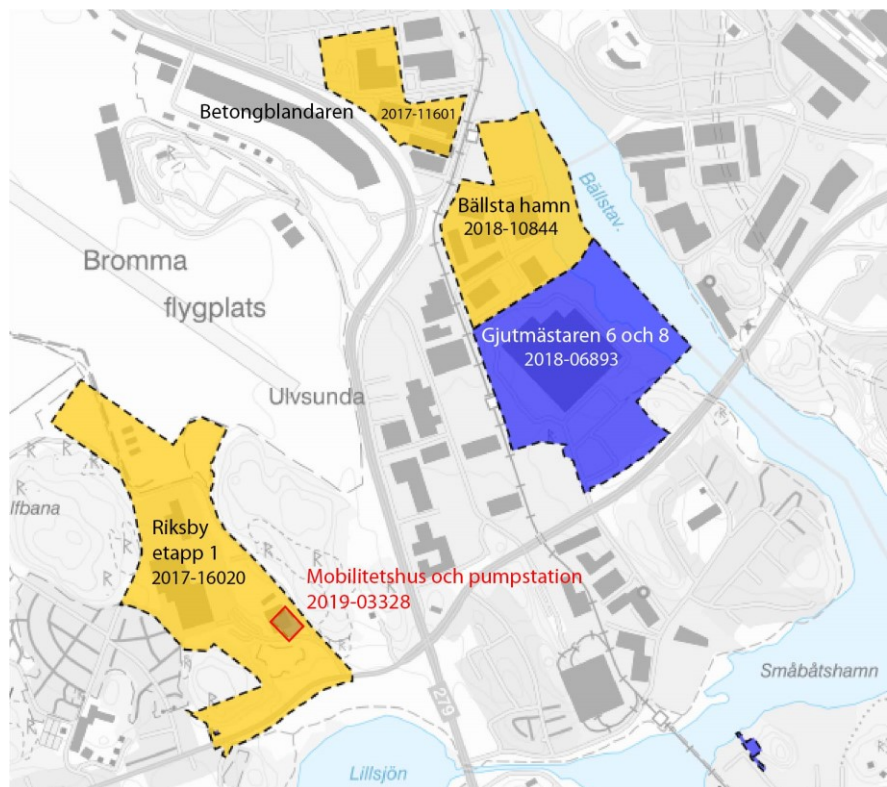 Betongblandaren
2017-11601
Bällsta hamn
2018-10844
Bällstav.
Bromma
flygplats
Gjutmästaren 6 och 8
2018-06893
Ulvsunda
lfbana
Riksby
etapp 1
2017-16020
Mobilitetshus och pumpstation
2019-03328
279
Småbåtshamn
Lillsjön